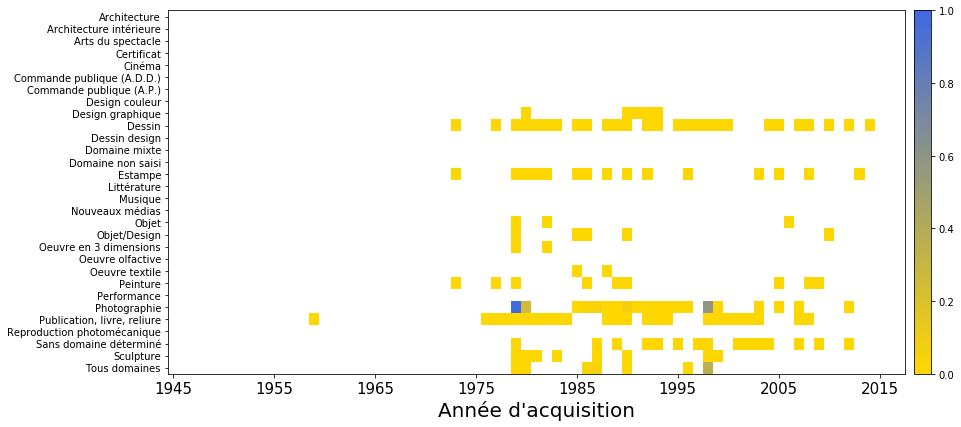 Architecture
Architecture intérieure
Arts du spectacle
Certificat
Cinéma
Commande publique (A.D.D.)
Commande publique (A.P.)
Design couleur
Design graphique
Dessin
Dessin design
Domaine mixte
Domaine non saisi
Estampe
Littérature
Musique
Nouveaux médias
Objet
Objet/Design
Oeuvre en 3 dimensions
Oeuvre olfactive
Oeuvre textile
Peinture
Performance
Photographie
Publication, livre, reliure
Reproduction photomécanique
Sans domaine déterminé
Sculpture
Tous domaines
1945 1955 1965 1975 1985 1995 2005 2015
Année d'acquisition
1.0
0.8
0.6
0.4
0.2
0.0